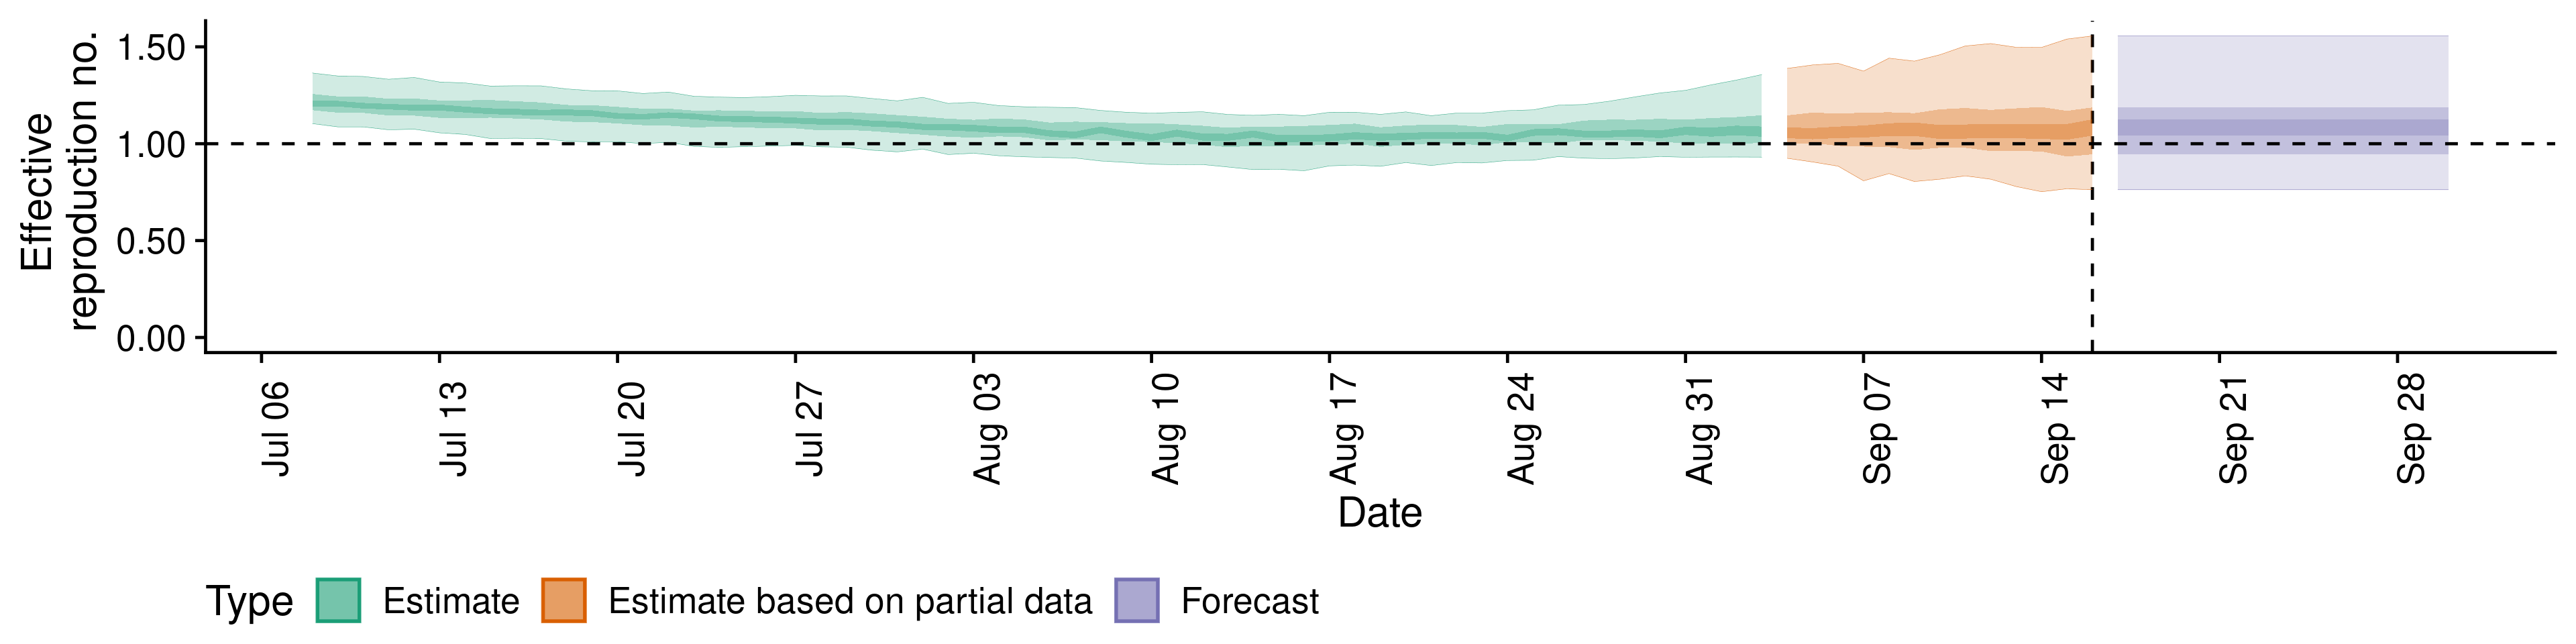 Effective
reproduction no.
1.50
1.00
0.50
0.00
Jul 06
Jul 13
Jul 20
Jul 27
Aug 03
Aug 10
Aug 17
Aug 24
Aug 31
Sep 07
Sep 14
Sep 21
Sep 28
Date
Type Estimate Estimate based on partial data Forecast